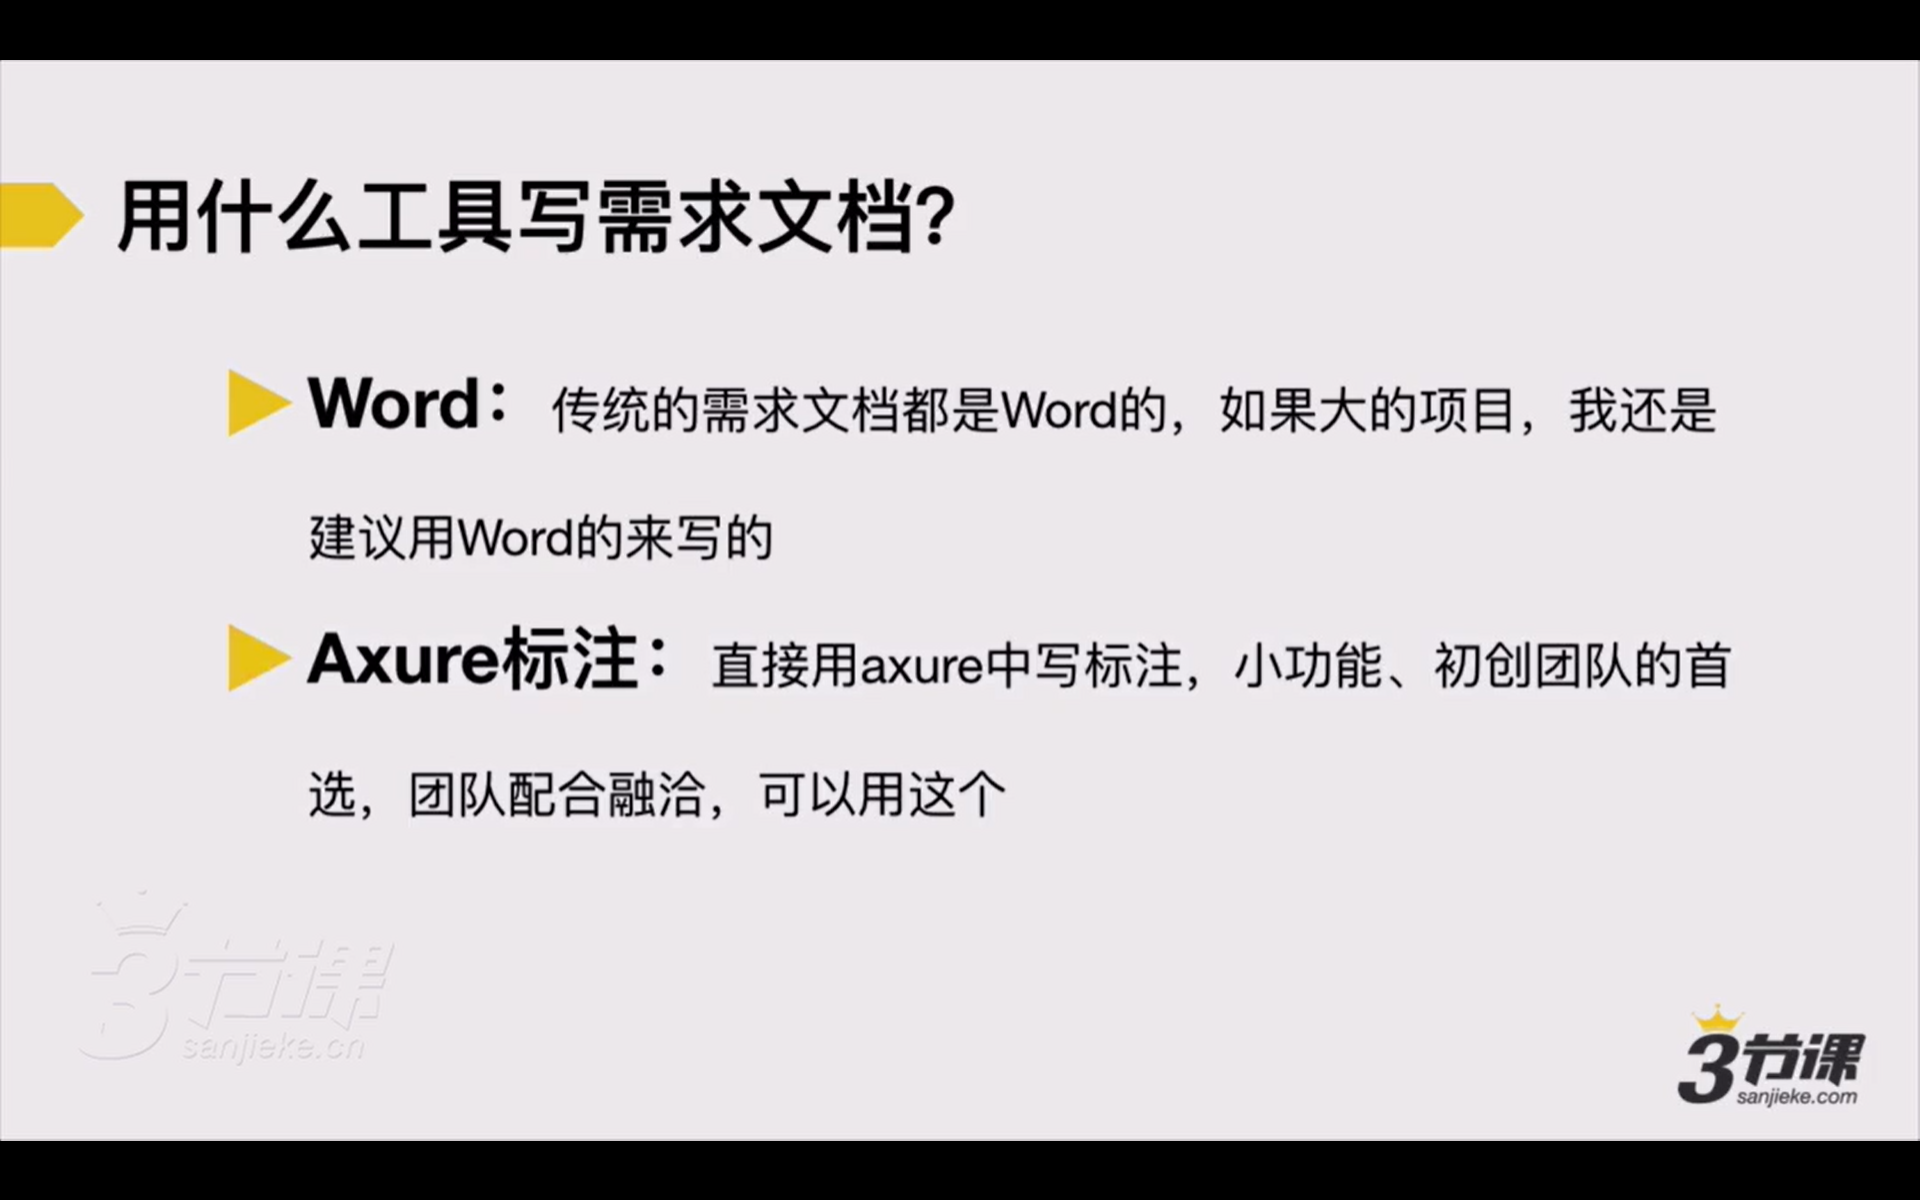 用什么工具写需求文档？
Word： 传统的需求文档都是Word的，如果大的项目，我还是
建议用Word的来写的
Axure标注： 直接用axure中写标注，小功能、初创团队的首
选，团队配合融洽，可以用这个
3节课
sanjieke.cn
3节课
sanjieke.com